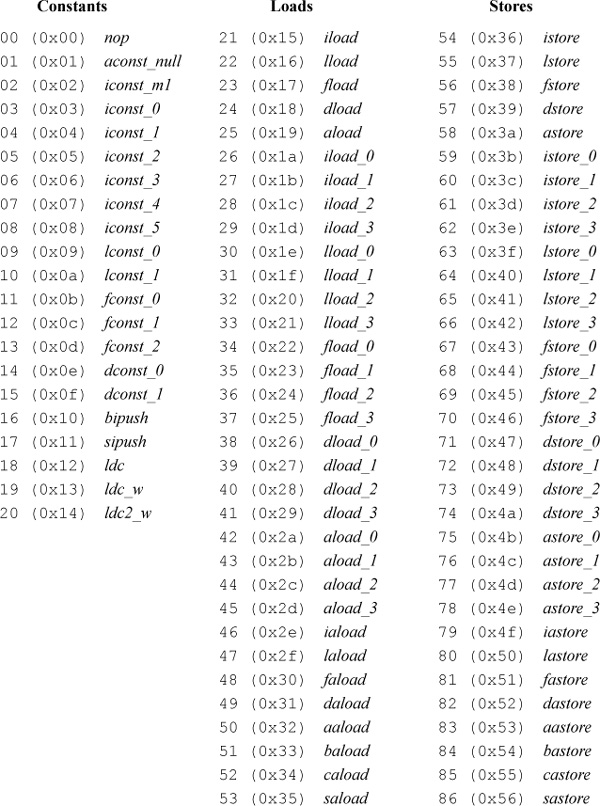 Constants Loads Stores
00 (0x00) nop 21 (0x15) iload 54 (0x36) istore
01 (0x01) aconst_null 22 (0x16) lload 55 (0x37) lstore
02 (0x02) iconst_m1 23 (0x17) fload 56 (0x38) fstore
03 (0x03) iconst_0 24 (0x18) dload 57 (0x39) dstore
04 (0x04) iconst_1 25 (0x19) aload 58 (0x3a) astore
05 (0x05) iconst_2 26 (0x1a) iload_0 59 (0x3b) istore_0
06 (0x06) iconst_3 27 (0x1b) iload_1 60 (0x3c) istore_1
07 (0x07) iconst_4 28 (0x1c) iload_2 61 (0x3d) istore_2
08 (0x08) iconst_5 29 (0x1d) iload_3 62 (0x3e) istore_3
09 (0x09) lconst_0 30 (0x1e) lload_0 63 (0x3f) lstore_0
10 (0x0a) lconst_1 31 (0x1f) lload_1 64 (0x40) lstore_1
11 (0x0b) fconst_0 32 (0x20) lload_2 65 (0x41) lstore_2
12 (0x0c) fconst_1 33 (0x21) lload_3 66 (0x42) lstore_3
13 (0x0d) fconst_2 34 (0x22) fload_0 67 (0x43) fstore_0
14 (0x0e) dconst_0 35 (0x23) fload_1 68 (0x44) fstore_1
15 (0x0f) dconst_1 36 (0x24) fload_2 69 (0x45) fstore_2
16 (0x10) bipush 37 (0x25) fload_3 70 (0x46) fstore_3
17 (0x11) sipush 38 (0x26) dload_0 71 (0x47) dstore_0
18 (0x12) ldc 39 (0x27) dload_1 72 (0x48) dstore_1
19 (0x13) ldc_w 40 (0x28) dload_2 73 (0x49) dstore_2
20 (0x14) ldc2_w 41 (0x29) dload_3 74 (0x4a) dstore_3
42 (0x2a) aload_0 75 (0x4b) astore_0
43 (0x2b) aload_1 76 (0x4c) astore_1
44 (0x2c) aload_2 77 (0x4d) astore_2
45 (0x2d) aload_3 78 (0x4e) astore_3
46 (0x2e) iaload 79 (0x4f) iastore
47 (0x2f) laload 80 (0x50) lastore
48 (0x30) faload 81 (0x51) fastore
49 (0x31) daload 82 (0x52) dastore
50 (0x32) aaload 83 (0x53) aastore
51 (0x33) baload 84 (0x54) bastore
52 (0x34) caload 85 (0x55) castore
53 (0x35) saload 86 (0x56) sastore